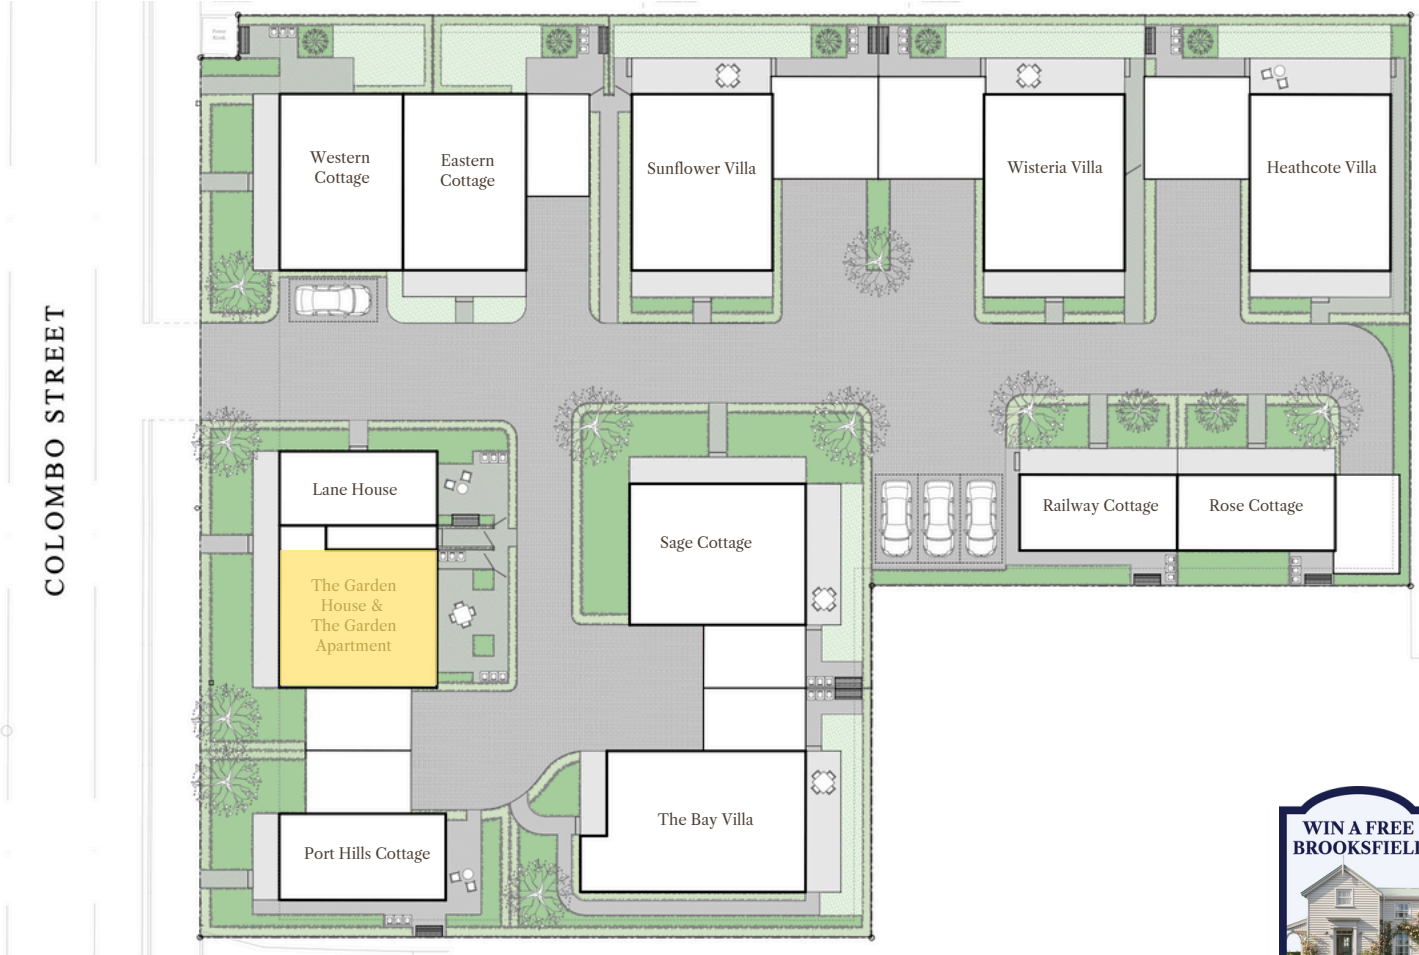 Western
Cottage
Eastern
Cottage
Sunflower Villa
Wisteria Villa
Heathcote Villa
COLOMBO STREET
Lane House
The Garden
House &
The Garden
Apartment
Sage Cottage
Railway Cottage
Rose Cottage
The Bay Villa
Port Hills Cottage
WIN A FREE
BROOKSFIEL